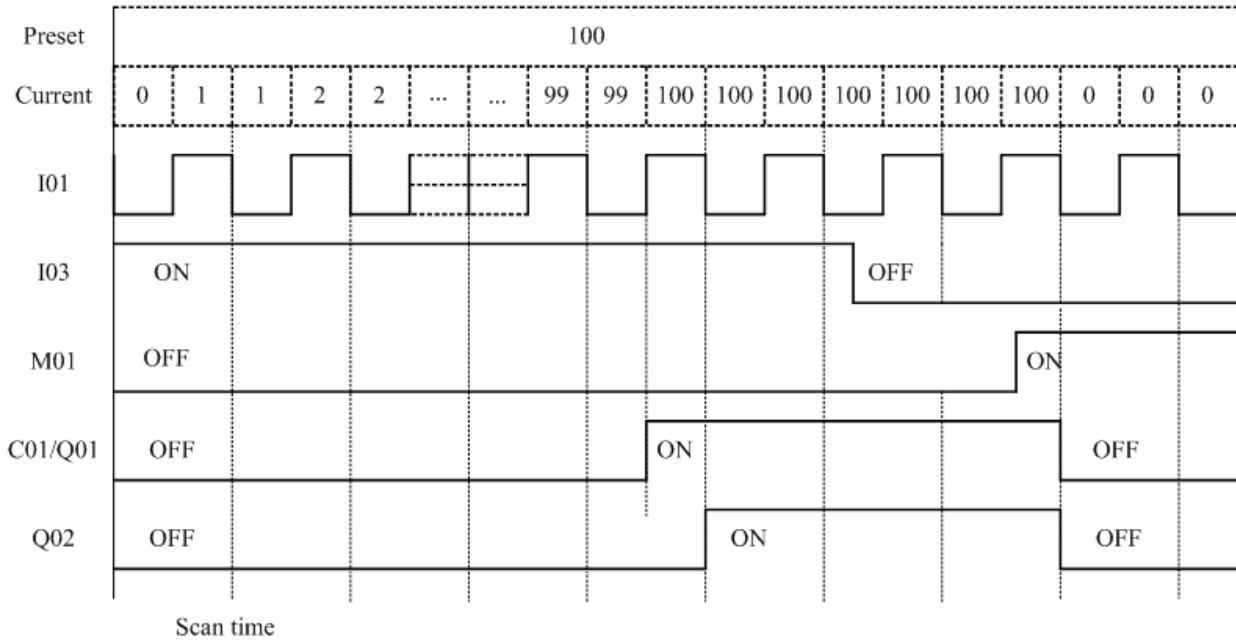 Preset 100
Current 0 1 1 2 2 ... ... 99 99 100 100 100 100 100 100 100 0 0 0
I01
I03 ON OFF
M01 OFF ON
C01/Q01 OFF ON OFF
Q02 OFF ON OFF
Scan time